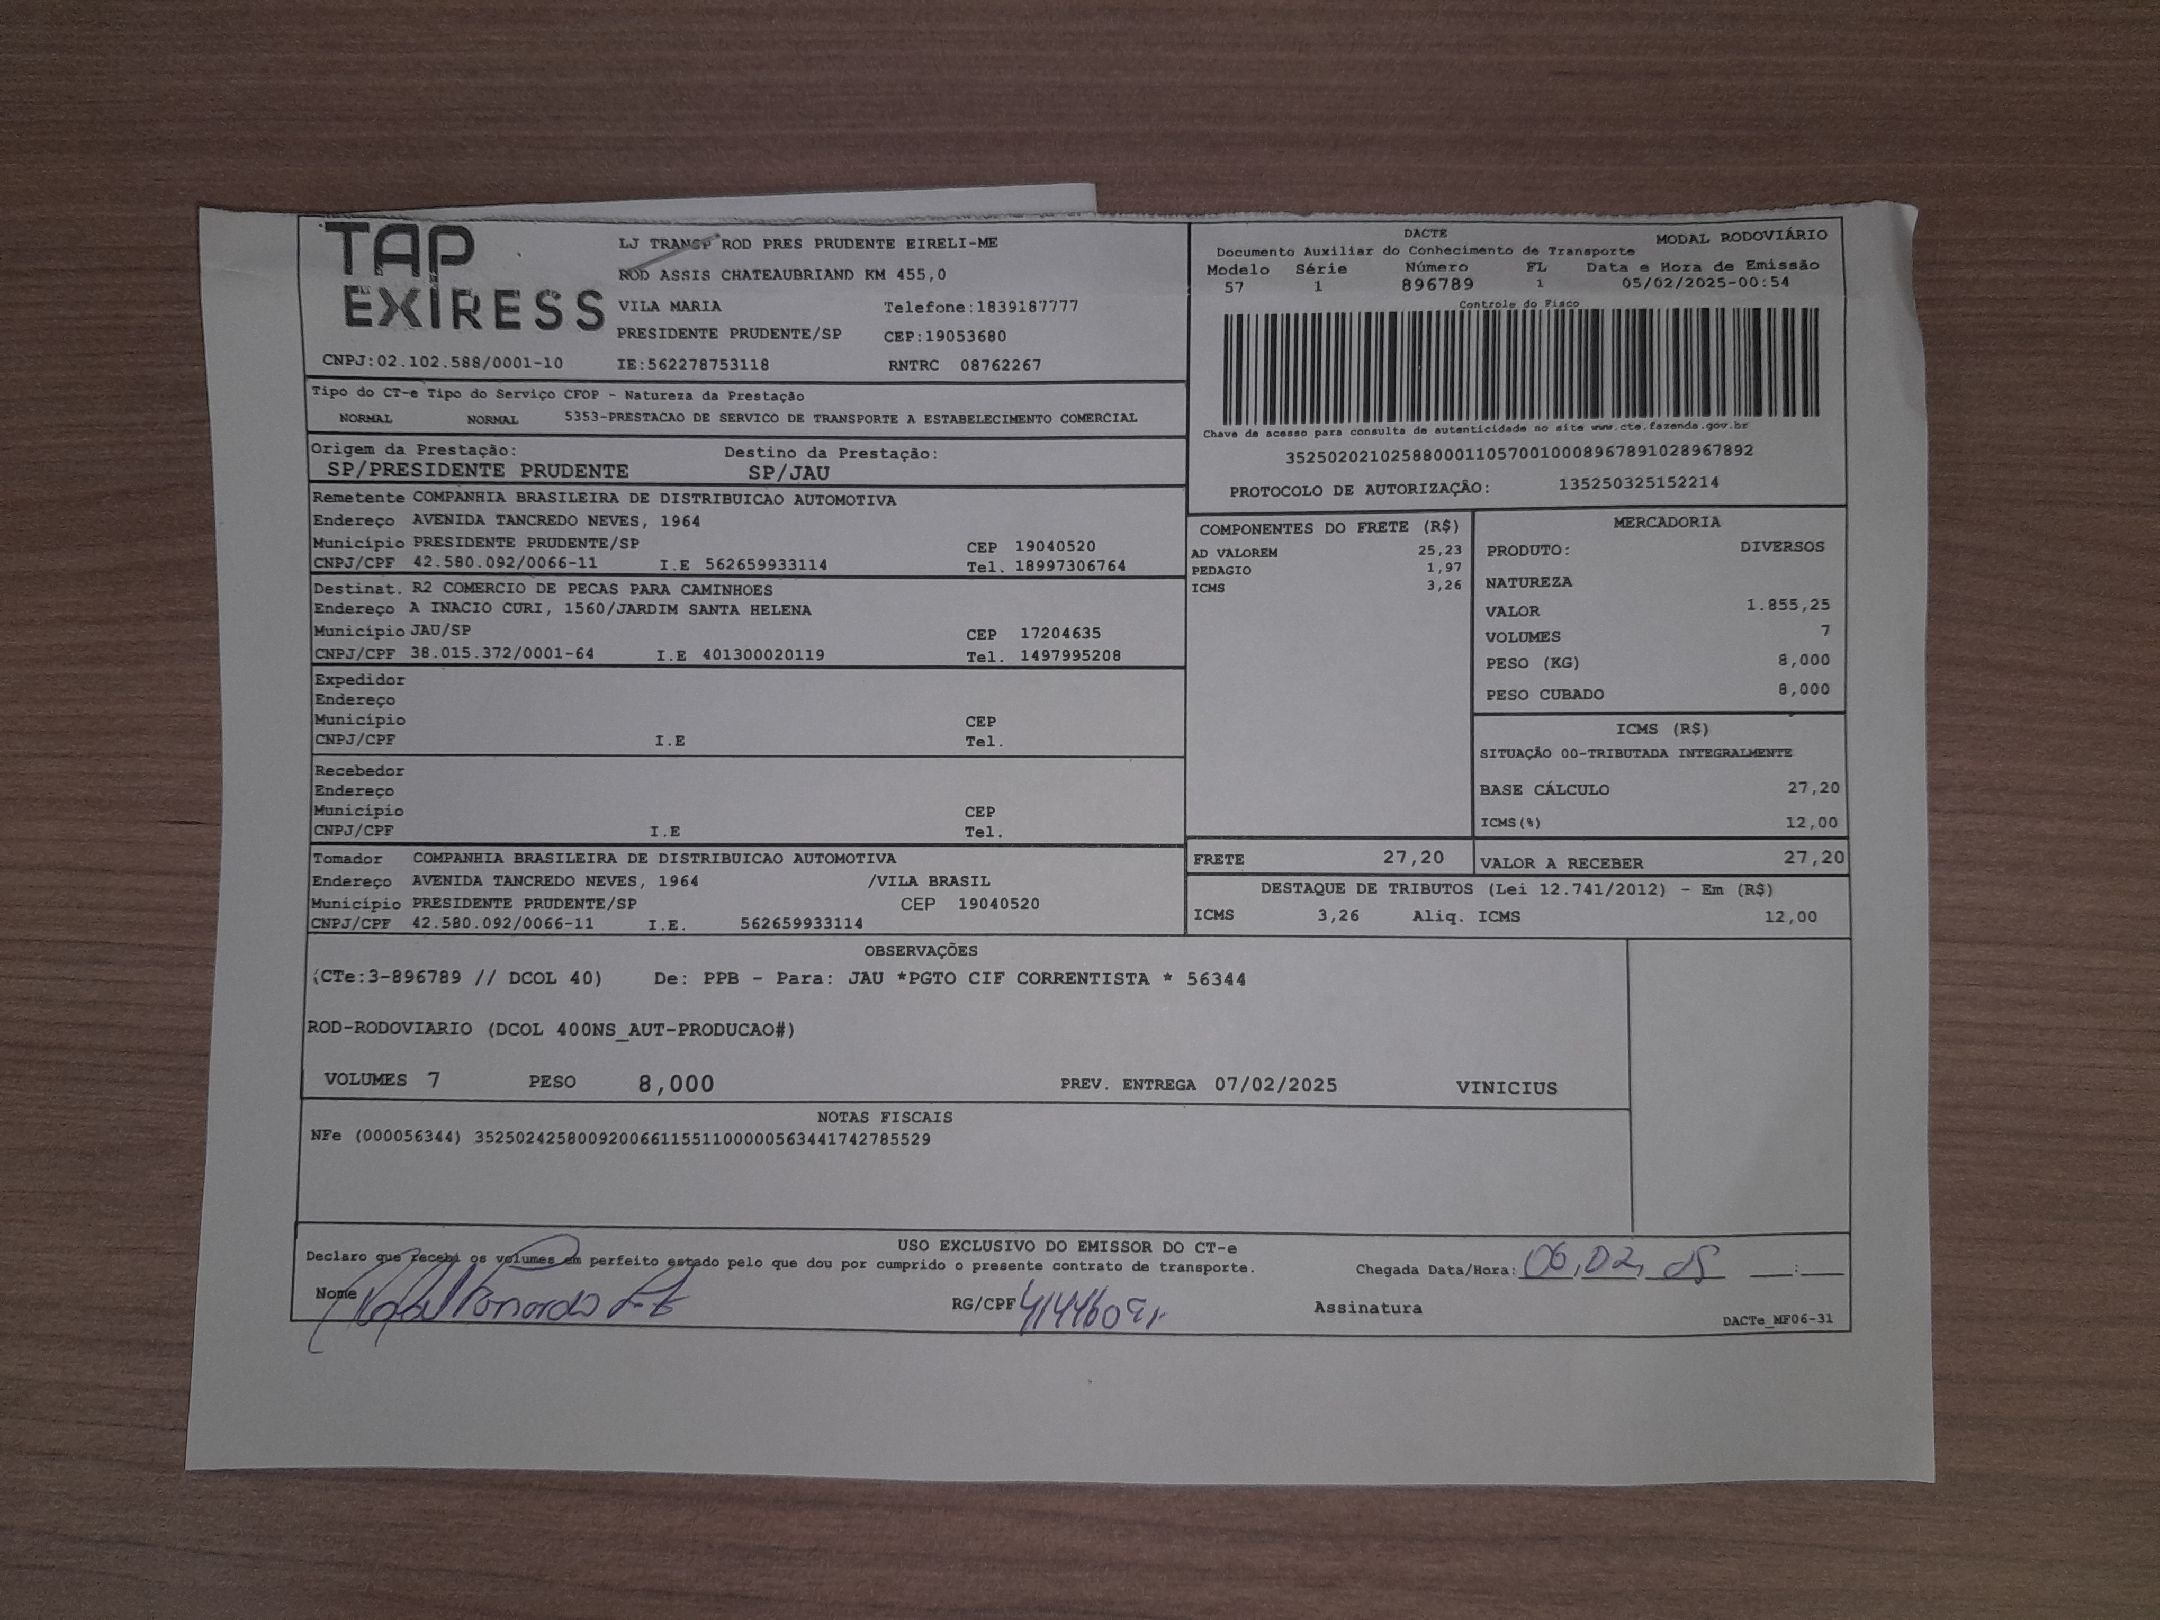 TAP
EXIRESS
LJ TRANSP ROD PRES PRUDENTE EIRELI-ME
ROD ASSIS CHATEAUBRIAND KM 455,0
VILA MARIA Telefone:1839187777
PRESIDENTE PRUDENTE/SP CEP:19053680
CNPJ:02.102.588/0001-10 IE:562278753118 RNTRC 08762267
DACTE
Documento Auxiliar do Conhecimento de Transporte MODAL RODOVIÁRIO
Modelo Série Número FL Data e Hora de Emissão
57 1 896789 1 05/02/2025-00:54
Controle do Fisco
Chave de acesso para consulta de autenticidade no site www.cte.fazenda.gov.br
35250202102588000110570010008967891028967892
PROTOCOLO DE AUTORIZAÇÃO: 135250325152214
Tipo do CT-e Tipo do Serviço CFOP - Natureza da Prestação
NORMAL NORMAL 5353-PRESTACAO DE SERVICO DE TRANSPORTE A ESTABELECIMENTO COMERCIAL
Origem da Prestação: Destino da Prestação:
SP/PRESIDENTE PRUDENTE SP/JAU
Remetente COMPANHIA BRASILEIRA DE DISTRIBUICAO AUTOMOTIVA
Endereço AVENIDA TANCREDO NEVES, 1964
Município PRESIDENTE PRUDENTE/SP CEP 19040520
CNPJ/CPF 42.580.092/0066-11 I.E 562659933114 Tel. 18997306764
Destinat. R2 COMERCIO DE PECAS PARA CAMINHOES
Endereço A INACIO CURI, 1560/JARDIM SANTA HELENA
Município JAU/SP CEP 17204635
CNPJ/CPF 38.015.372/0001-64 I.E 401300020119 Tel. 1497995208
Expedidor
Endereço
Município CEP
CNPJ/CPF I.E Tel.
Recebedor
Endereço
Município CEP
CNPJ/CPF I.E Tel.
Tomador COMPANHIA BRASILEIRA DE DISTRIBUICAO AUTOMOTIVA
Endereço AVENIDA TANCREDO NEVES, 1964 /VILA BRASIL
Município PRESIDENTE PRUDENTE/SP CEP 19040520
CNPJ/CPF 42.580.092/0066-11 I.E. 562659933114
COMPONENTES DO FRETE (R$)
AD VALOREM 25,23
PEDAGIO 1,97
ICMS 3,26
MERCADORIA
PRODUTO: DIVERSOS
NATUREZA
VALOR 1.855,25
VOLUMES 7
PESO (KG) 8,000
PESO CUBADO 8,000
ICMS (R$)
SITUAÇÃO 00-TRIBUTADA INTEGRALMENTE
BASE CÁLCULO 27,20
ICMS(%) 12,00
FRETE 27,20 VALOR A RECEBER 27,20
DESTAQUE DE TRIBUTOS (Lei 12.741/2012) - Em (R$)
ICMS 3,26 Aliq. ICMS 12,00
OBSERVAÇÕES
(CTe:3-896789 // DCOL 40) De: PPB - Para: JAU *PGTO CIF CORRENTISTA * 56344
ROD-RODOVIARIO (DCOL 400NS_AUT-PRODUCAO#)
VOLUMES 7 PESO 8,000 PREV. ENTREGA 07/02/2025 VINICIUS
NOTAS FISCAIS
NFe (000056344) 35250242580092006611551100000563441742785529
USO EXCLUSIVO DO EMISSOR DO CT-e
Declaro que recebi os volumes em perfeito estado pelo que dou por cumprido o presente contrato de transporte.
Chegada Data/Hora: 06,02, 25 :
Nome RG/CPF Assinatura
DACTe_MF06-31